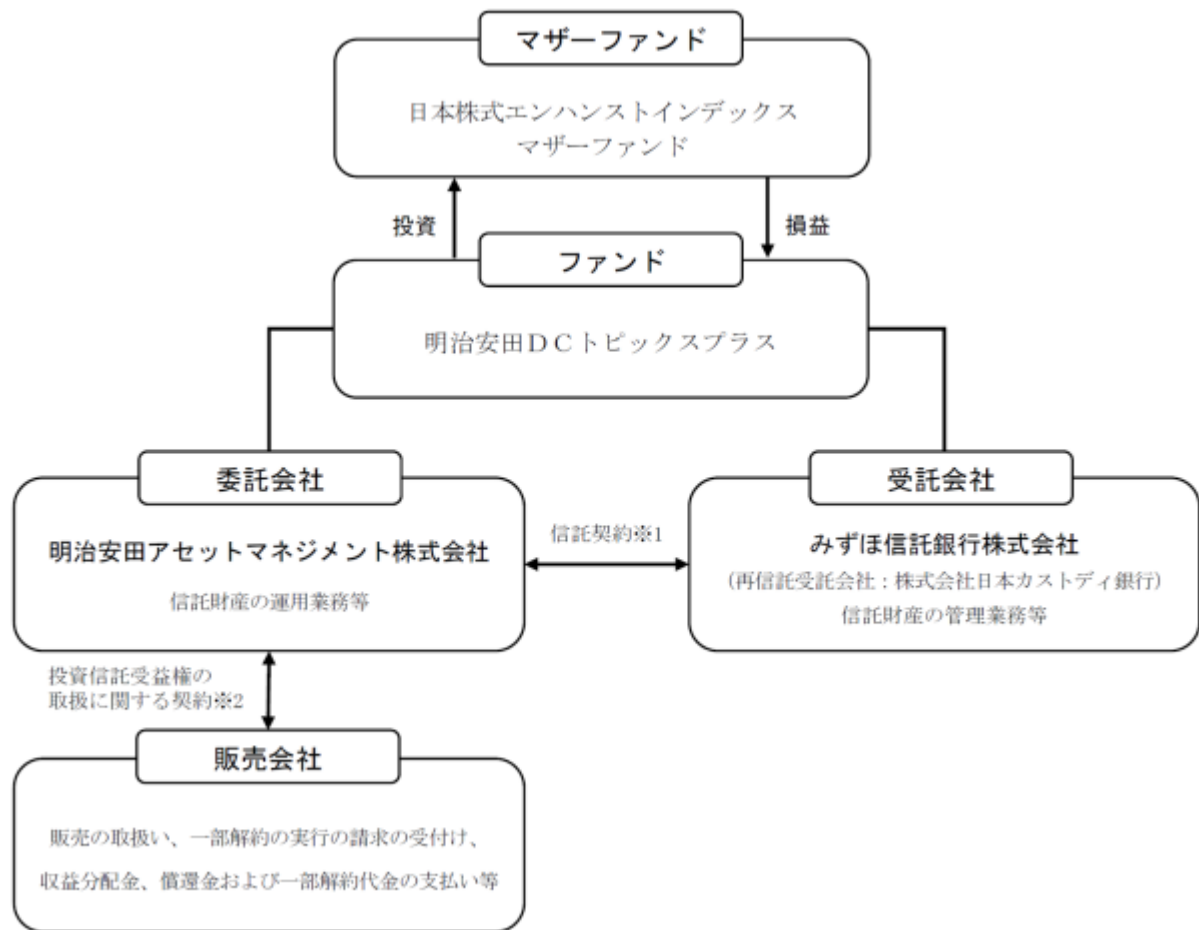 マザーファンド
日本株式エンハンストインデックス
マザーファンド
投資
損益
ファンド
明治安田DCトピックスプラス
委託会社
明治安田アセットマネジメント株式会社
信託財産の運用業務等
信託契約※1
受託会社
みずほ信託銀行株式会社
(再信託受託会社:株式会社日本カストディ銀行)
信託財産の管理業務等
投資信託受益権の
取扱に関する契約※2
販売会社
販売の取扱い、一部解約の実行の請求の受付け、
収益分配金、償還金および一部解約代金の支払い等